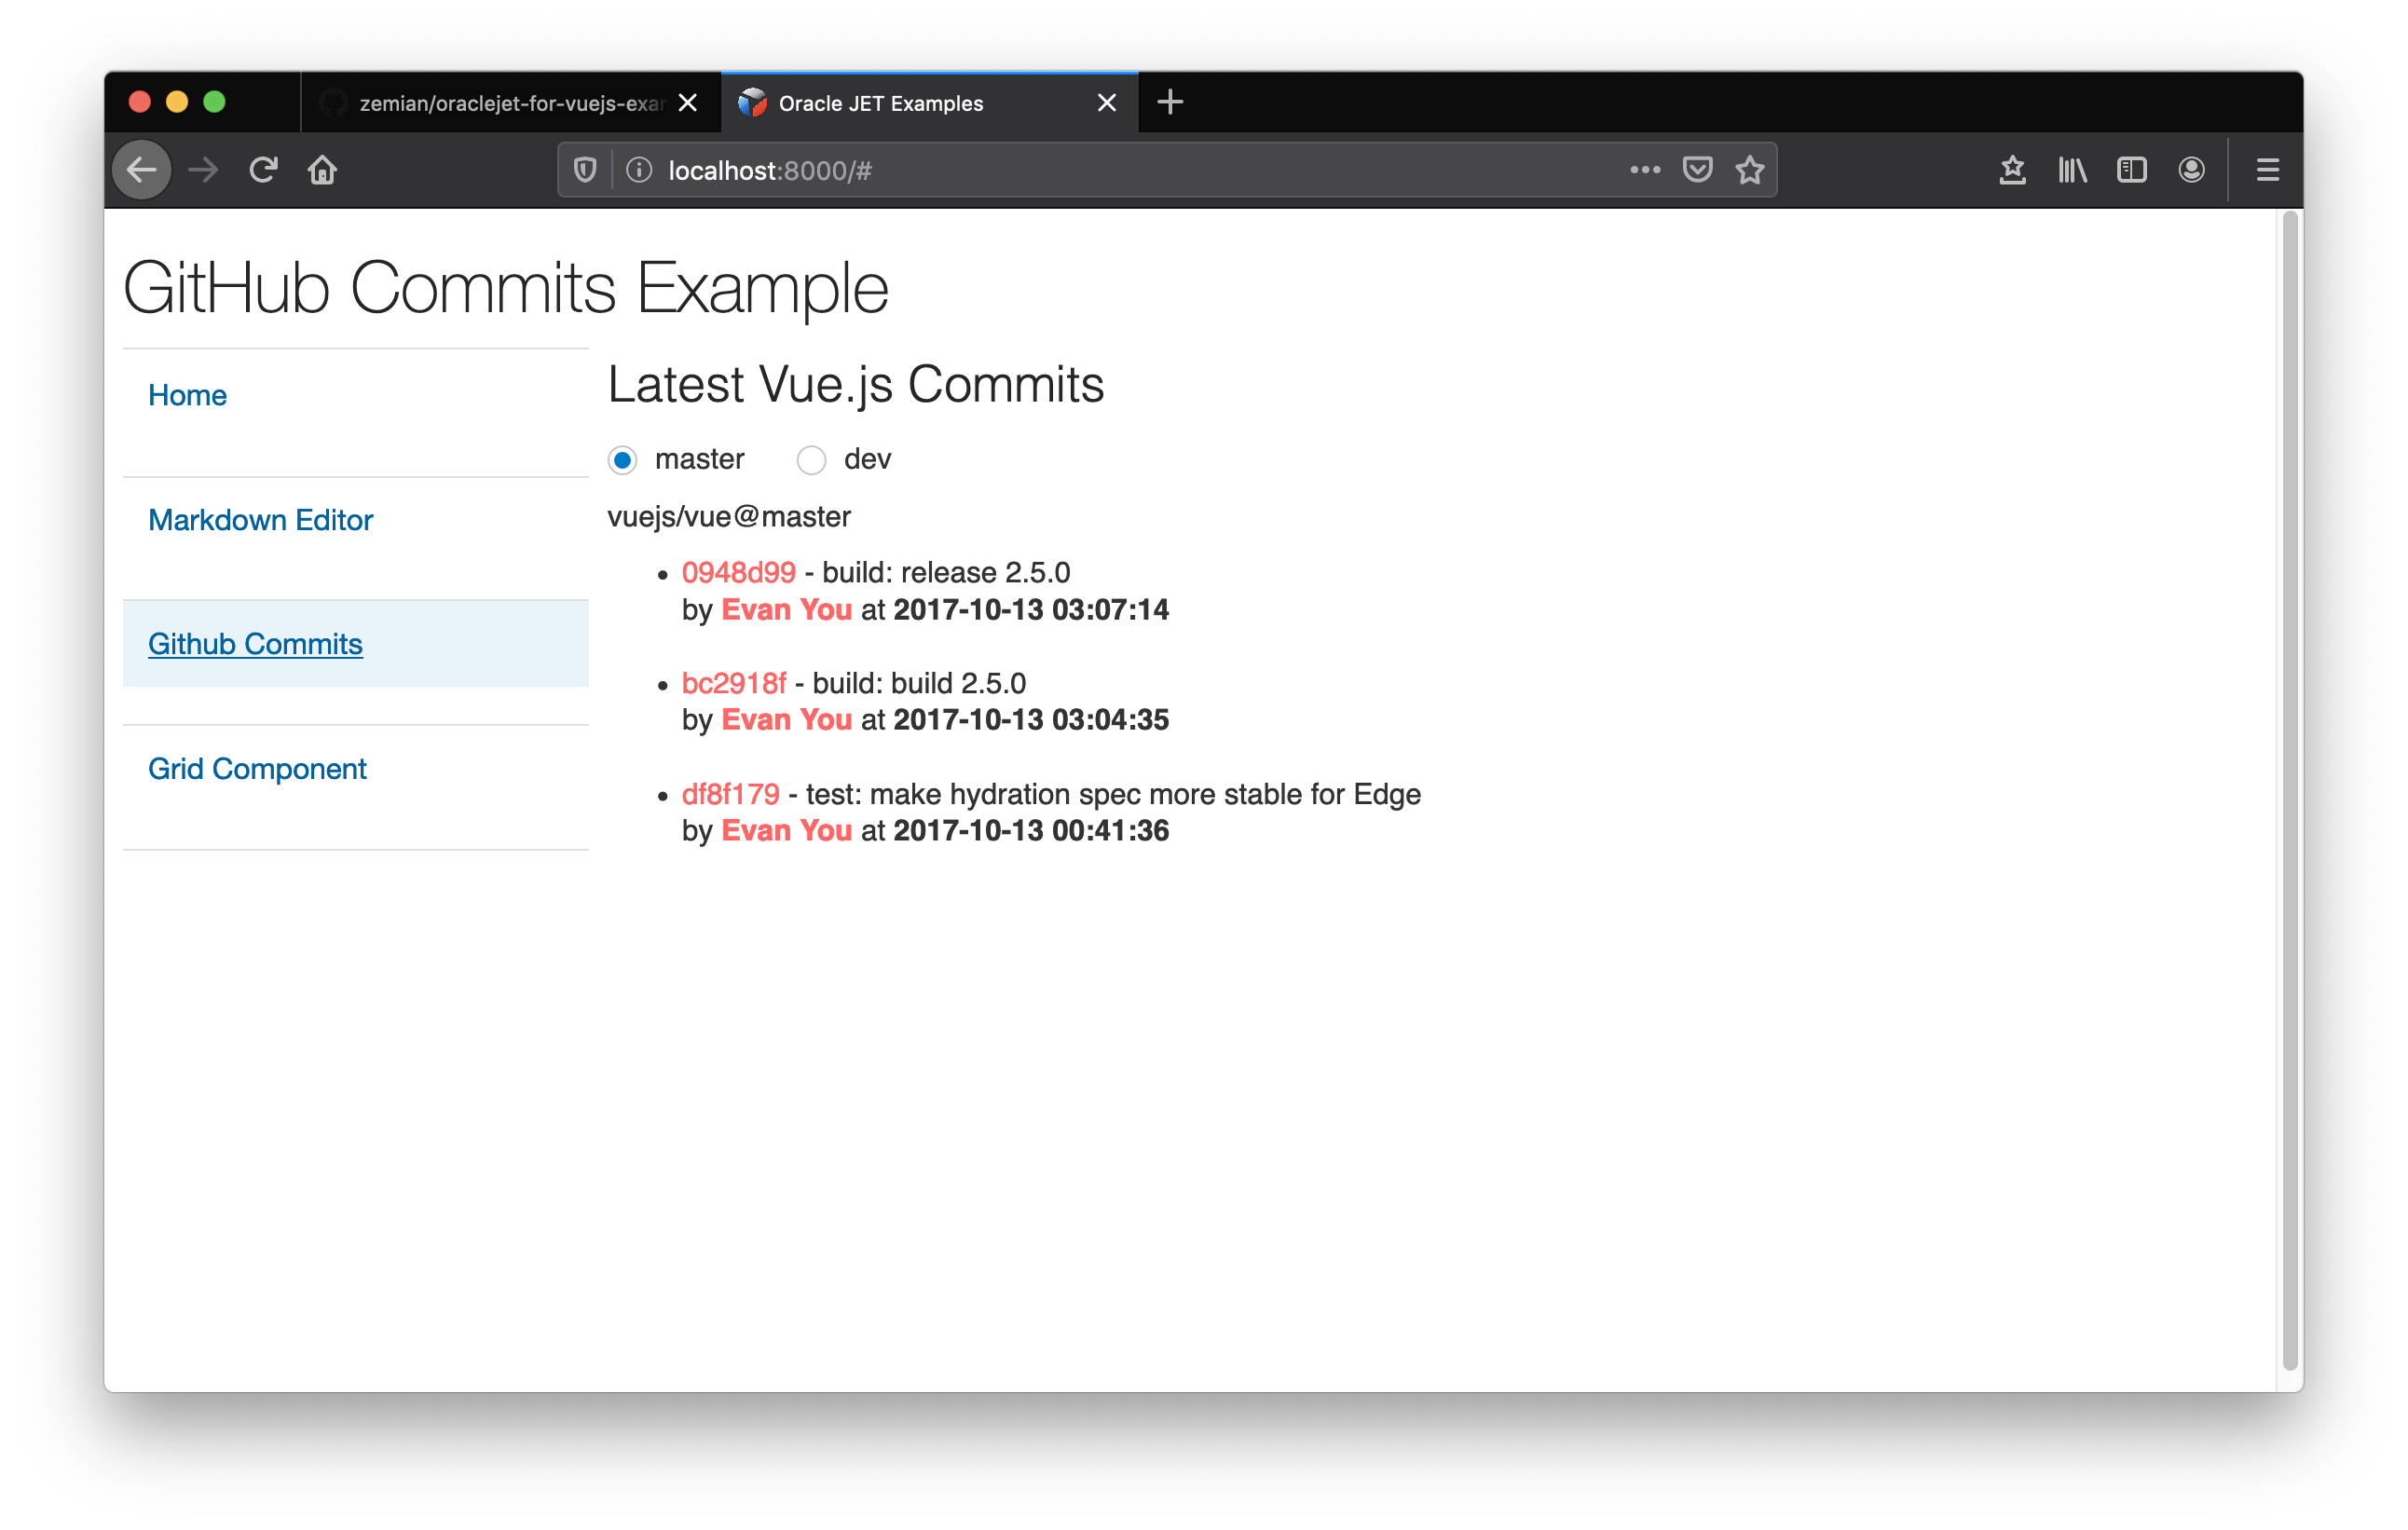 zemian/oraclejet-for-vuejs-exa
Oracle JET Examples
localhost:8000/#
GitHub Commits Example
Home
Markdown Editor
Github Commits
Grid Component
Latest Vue.js Commits
master dev
vuejs/vue@master
• 0948d99 - build: release 2.5.0
by Evan You at 2017-10-13 03:07:14
• bc2918f - build: build 2.5.0
by Evan You at 2017-10-13 03:04:35
• df8f179 - test: make hydration spec more stable for Edge
by Evan You at 2017-10-13 00:41:36